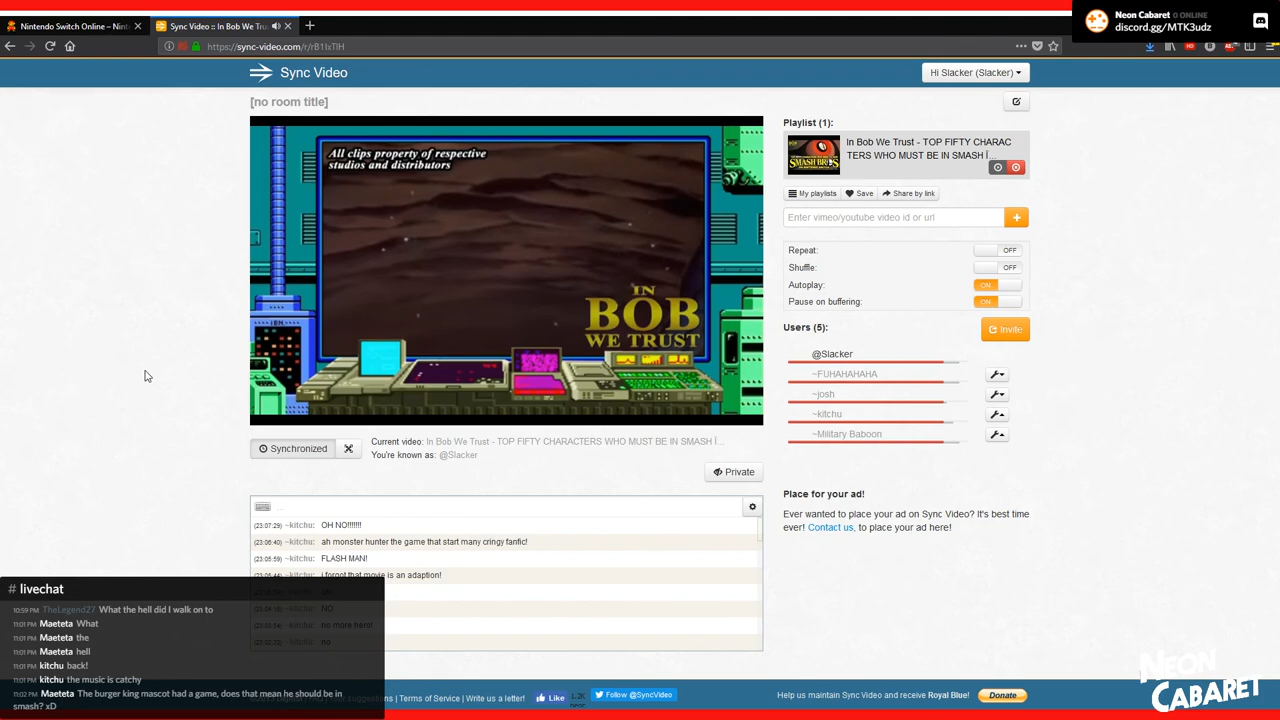 Nintendo Switch Online – Nint
Sync Video :: In Bob We Tru
Neon Cabaret 0 ONLINE
discord.gg/MTK3udz
https://sync-video.com/r/rB1IxTlH
Sync Video
Hi Slacker (Slacker)
[no room title]
All clips property of respective
studios and distributors
IN
BOB
WE TRUST
Playlist (1):
In Bob We Trust - TOP FIFTY CHARAC
TERS WHO MUST BE IN SMASH Í...
My playlists Save Share by link
Enter vimeo/youtube video id or url
Repeat: OFF
Shuffle: OFF
Autoplay: ON
Pause on buffering: ON
Users (5): Invite
@Slacker
~FUHAHAHAHA
~josh
~kitchu
~Military Baboon
Synchronized
Current video: In Bob We Trust - TOP FIFTY CHARACTERS WHO MUST BE IN SMASH Í...
You're known as: @Slacker
Private
Place for your ad!
Ever wanted to place your ad on Sync Video? It's best time
ever! Contact us, to place your ad here!
...
(23:07:29) ~kitchu: OH NO!!!!!!!
(23:06:40) ~kitchu: ah monster hunter the game that start many cringy fanfic!
(23:05:59) ~kitchu: FLASH MAN!
(23:05:44) ~kitchu: i forgot that movie is an adaption!
~kitchu:
~kitchu: NO
~kitchu: no more hero!
~kitchu: no
# livechat
10:59 PM TheLegend27 What the hell did I walk on to
11:01 PM Maeteta What
11:01 PM Maeteta the
11:01 PM Maeteta hell
11:01 PM kitchu back!
11:01 PM kitchu the music is catchy
11:02 PM Maeteta The burger king mascot had a game, does that mean he should be in
smash? xD
suggestions | Terms of Service | Write us a letter! Like 1.2K Follow @SyncVideo
Help us maintain Sync Video and receive Royal Blue! Donate
NEON
CABARET